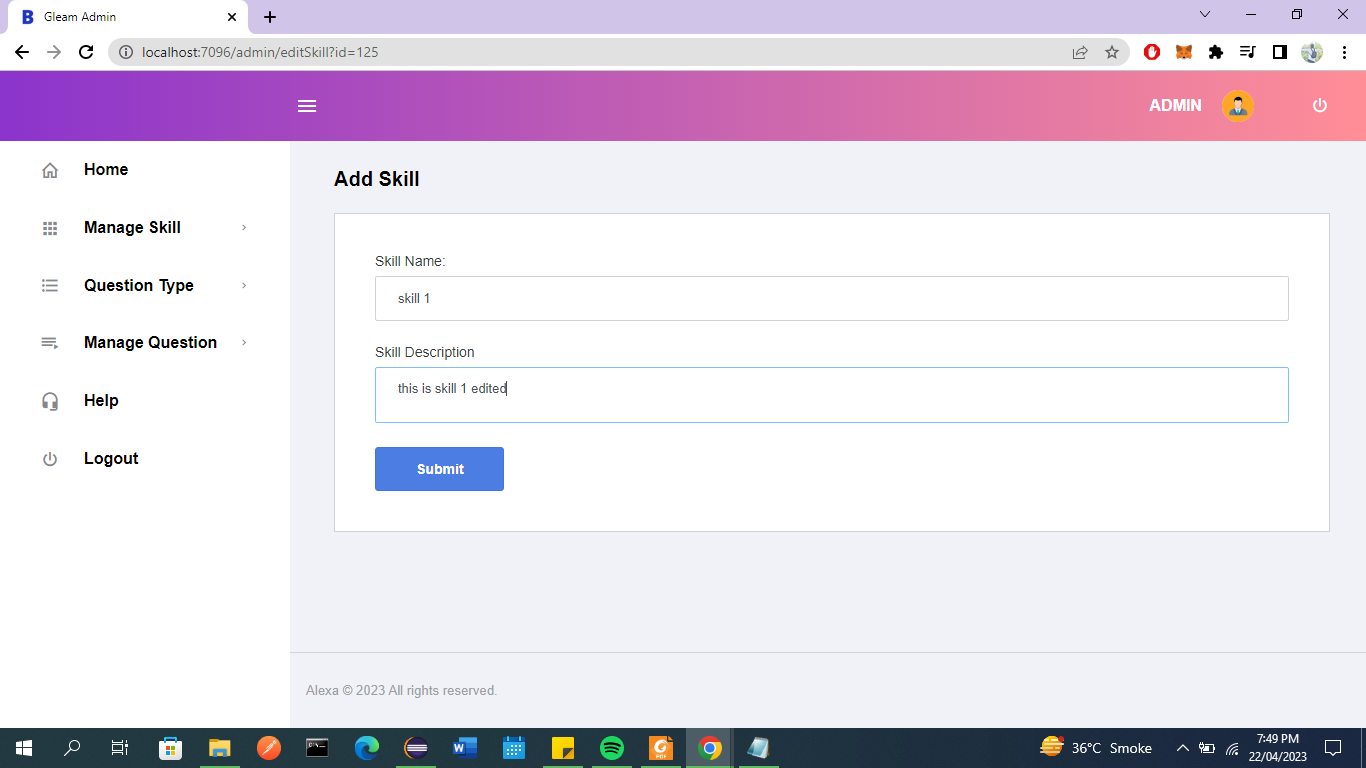 Gleam Admin
localhost:7096/admin/editSkill?id=125
ADMIN
Home
Manage Skill
Question Type
Manage Question
Help
Logout
Add Skill
Skill Name:
skill 1
Skill Description
this is skill 1 edited
Submit
Alexa © 2023 All rights reserved.
36°C Smoke
7:49 PM
22/04/2023